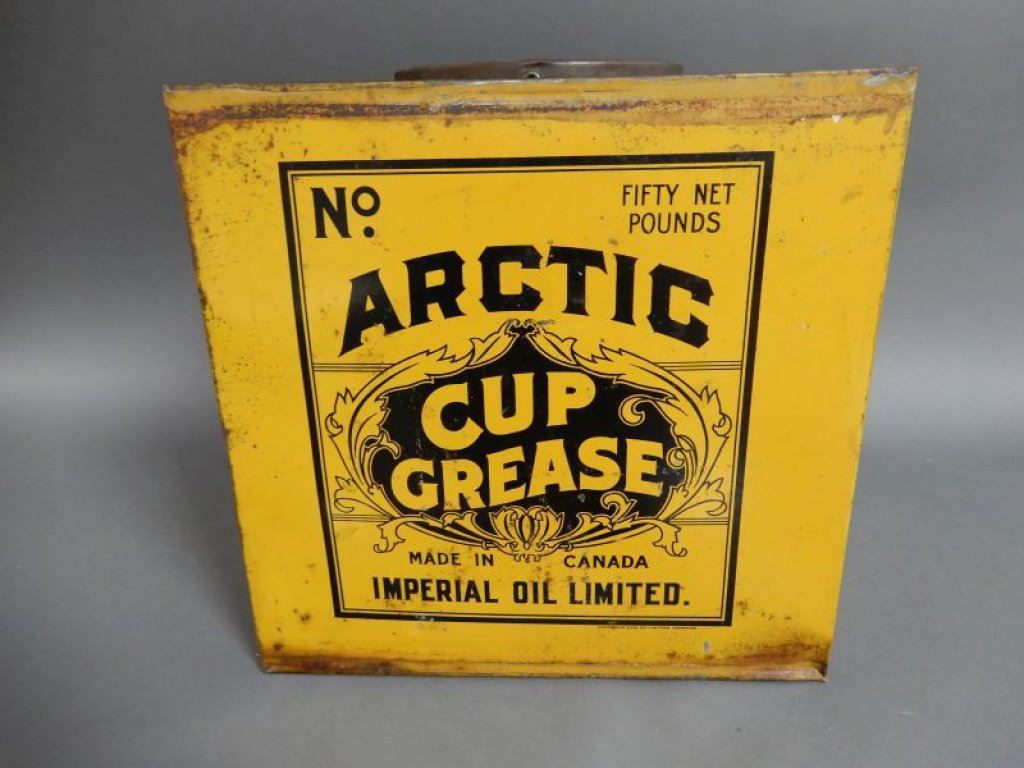 Nº.
FIFTY NET
POUNDS
ARCTIC
CUP
GREASE
MADE IN CANADA
IMPERIAL OIL LIMITED.